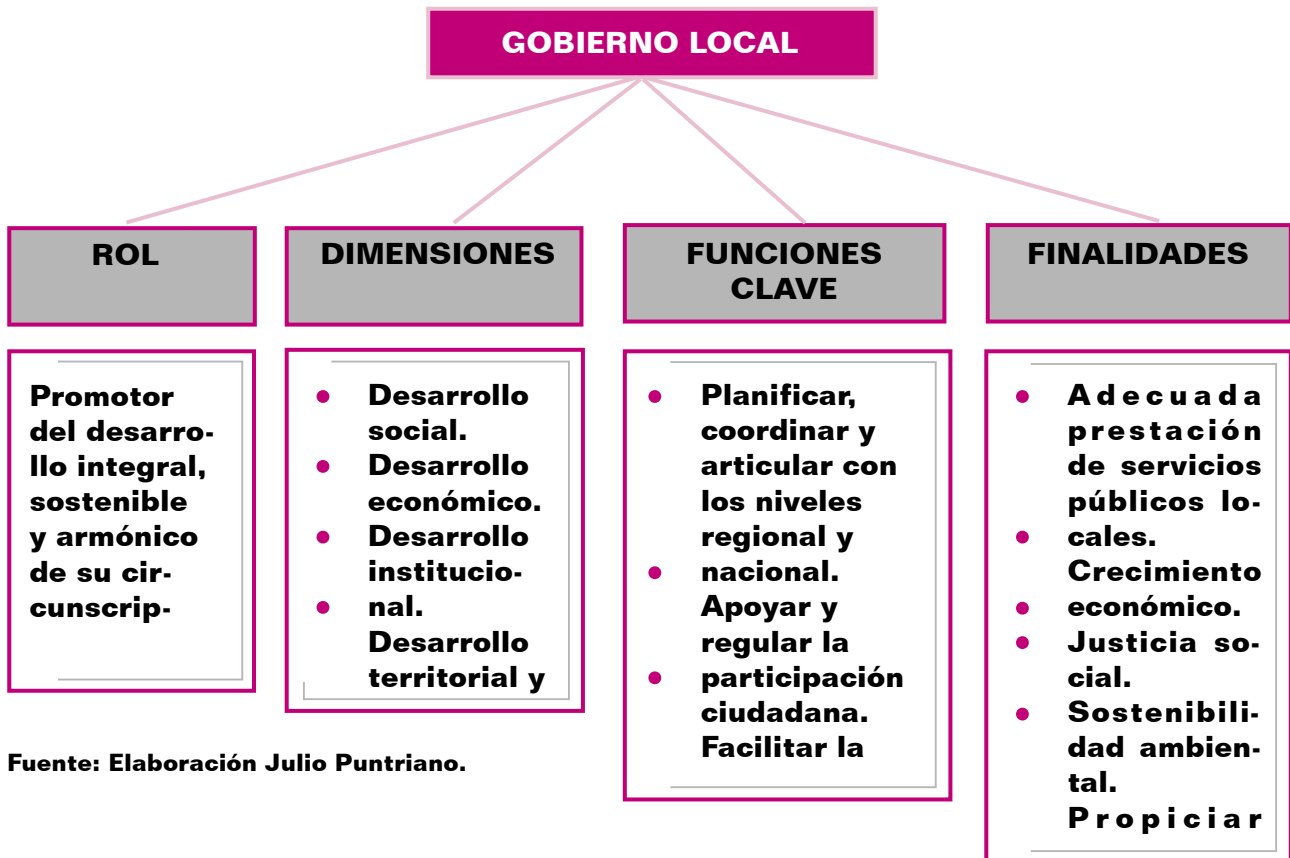 GOBIERNO LOCAL
ROL
Promotor
del desarro-
llo integral,
sostenible
y armónico
de su cir-
cunscrip-
DIMENSIONES
• Desarrollo
social.
• Desarrollo
económico.
• Desarrollo
institucio-
• nal.
Desarrollo
territorial y
FUNCIONES
CLAVE
• Planificar,
coordinar y
articular con
los niveles
regional y
• nacional.
Apoyar y
regular la
• participación
ciudadana.
Facilitar la
FINALIDADES
• Adecuada
prestación
de servicios
públicos lo-
• cales.
Crecimiento
• económico.
• Justicia so-
cial.
• Sostenibili-
dad ambien-
tal.
Propiciar
Fuente: Elaboración Julio Puntriano.